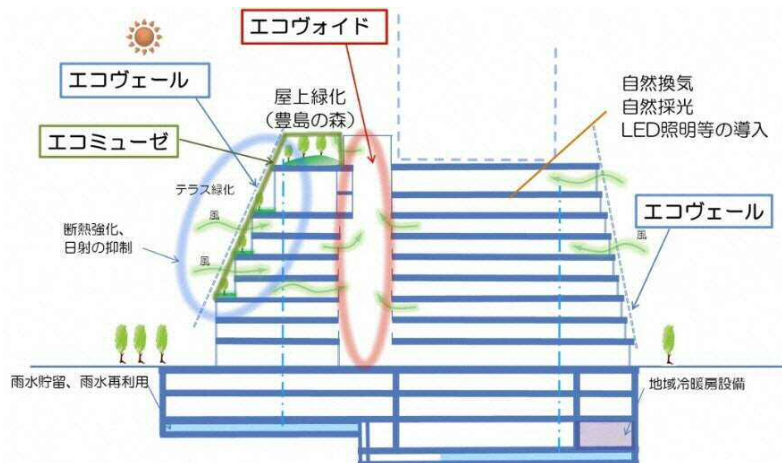 エコヴォイド
エコヴェール
屋上緑化
(豊島の森)
自然換気
自然採光
LED照明等の導入
エコミューゼ
テラス緑化
エコヴェール
風
風
断熱強化、
日射の抑制
風
雨水貯留、雨水再利用
地域冷暖房設備